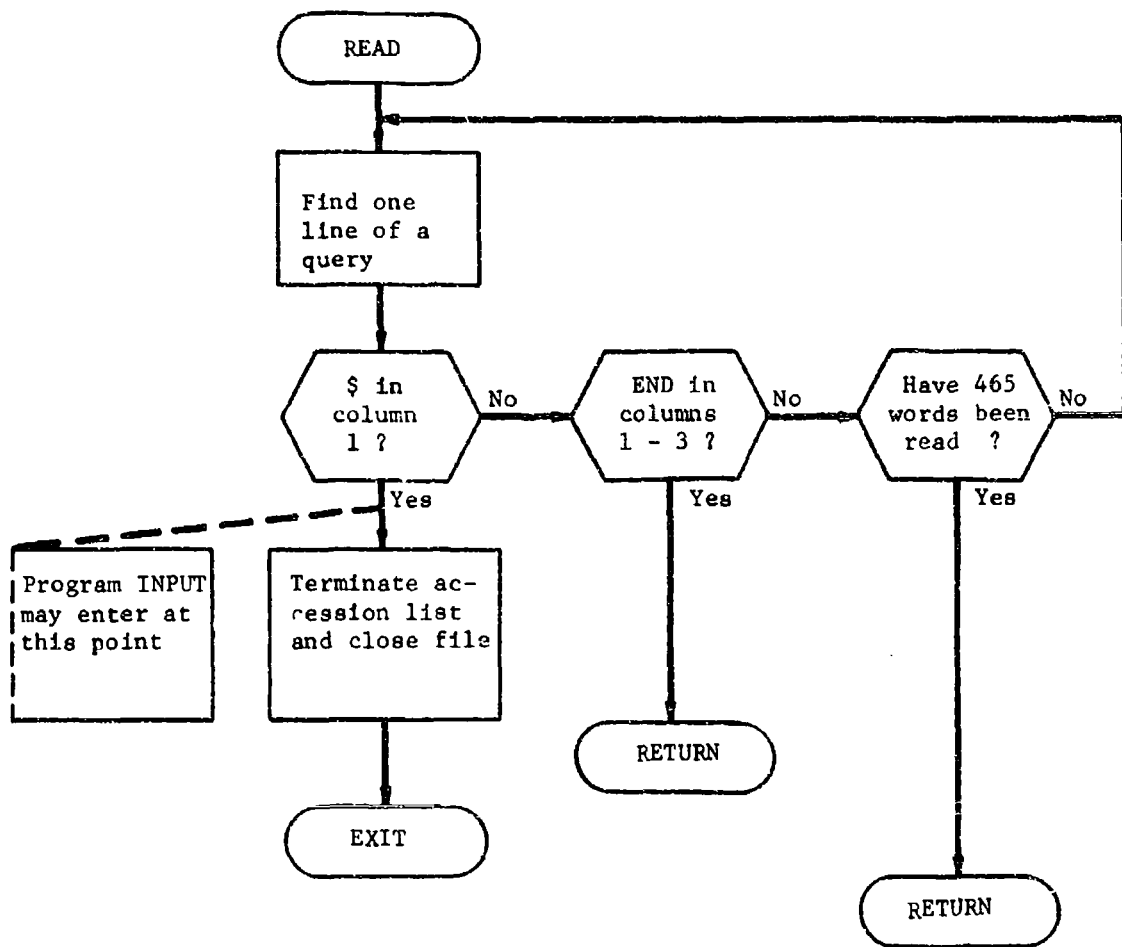 READ
Find one
line of a
query
$ in
column
1 ?
No
END in
columns
1 - 3 ?
No
Have 465
words been
read ?
No
Yes
Yes
Yes
Program INPUT
may enter at
this point
Terminate ac-
cession list
and close file
RETURN
EXIT
RETURN